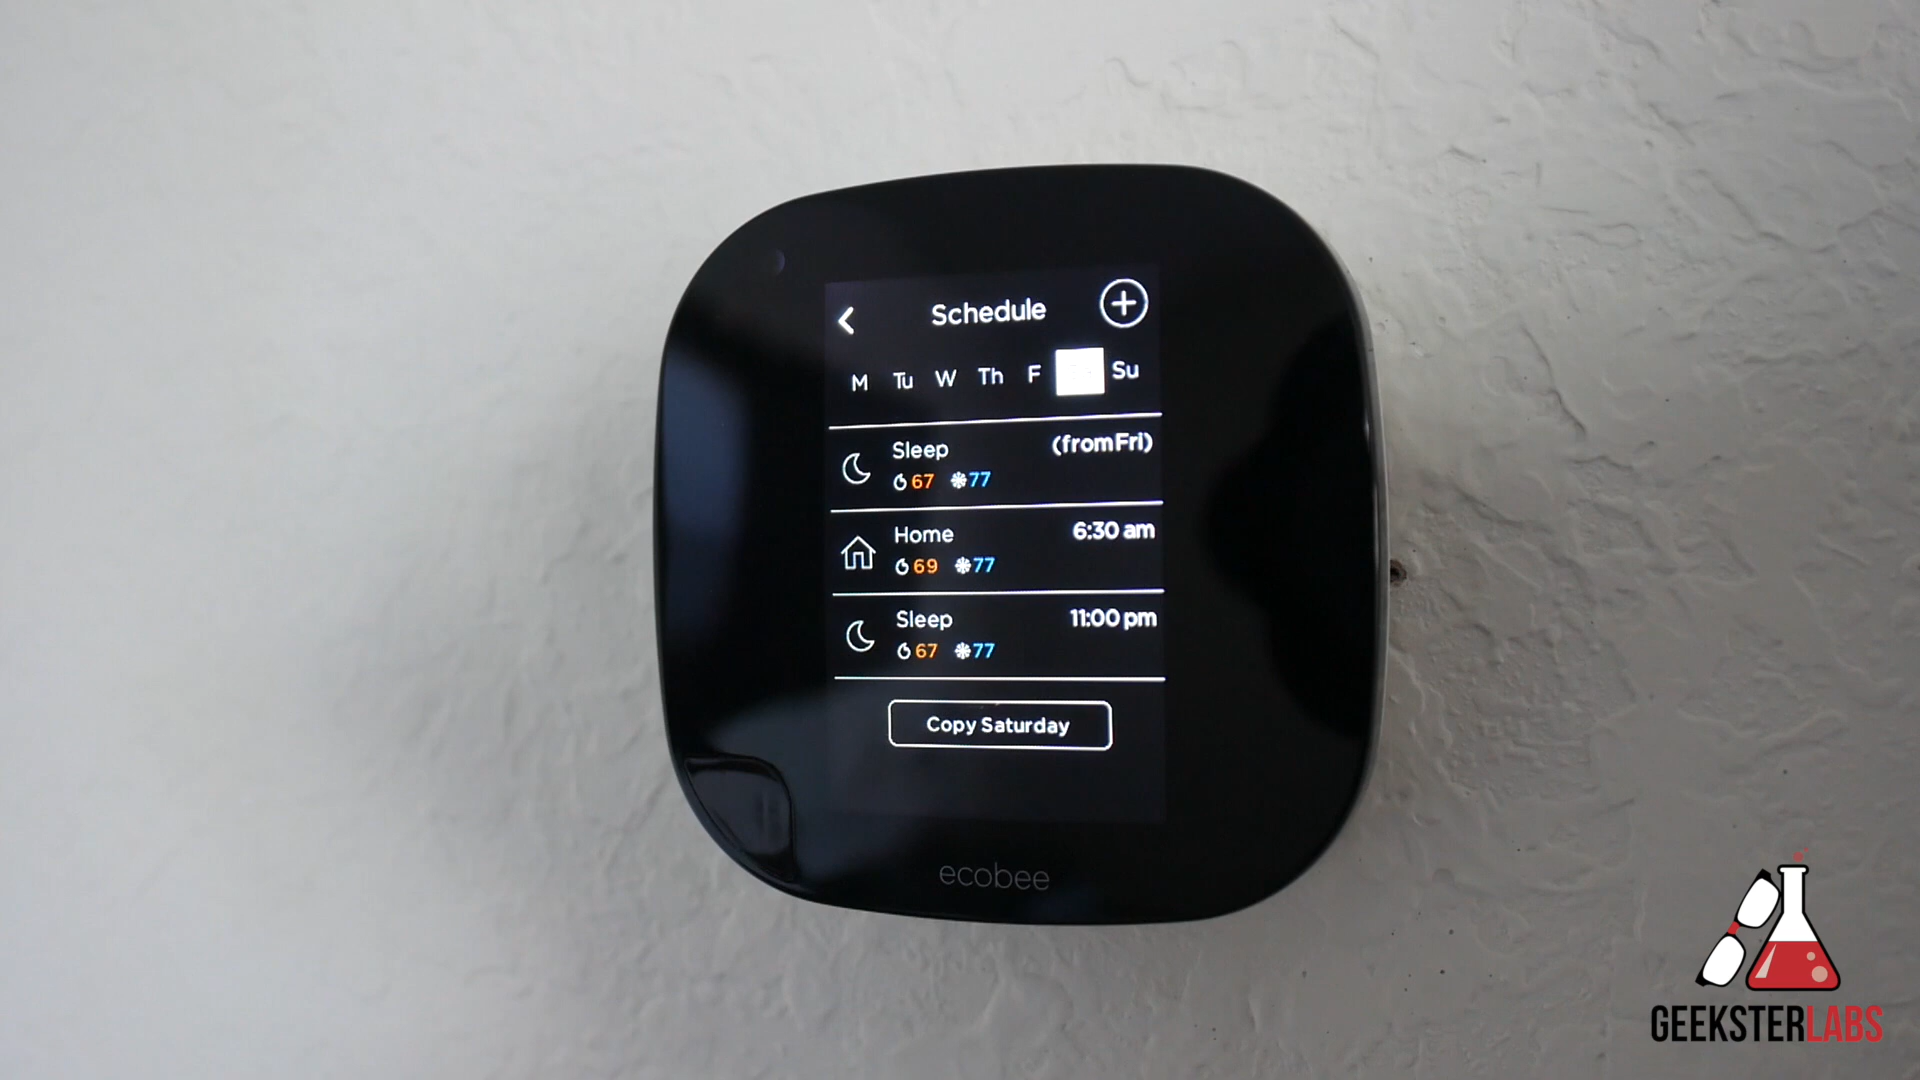 Schedule
M Tu W Th F Su
Sleep (from Fri)
67 77
Home 6:30 am
69 77
Sleep 11:00 pm
67 77
Copy Saturday
ecobee
GEEKSTERLABS